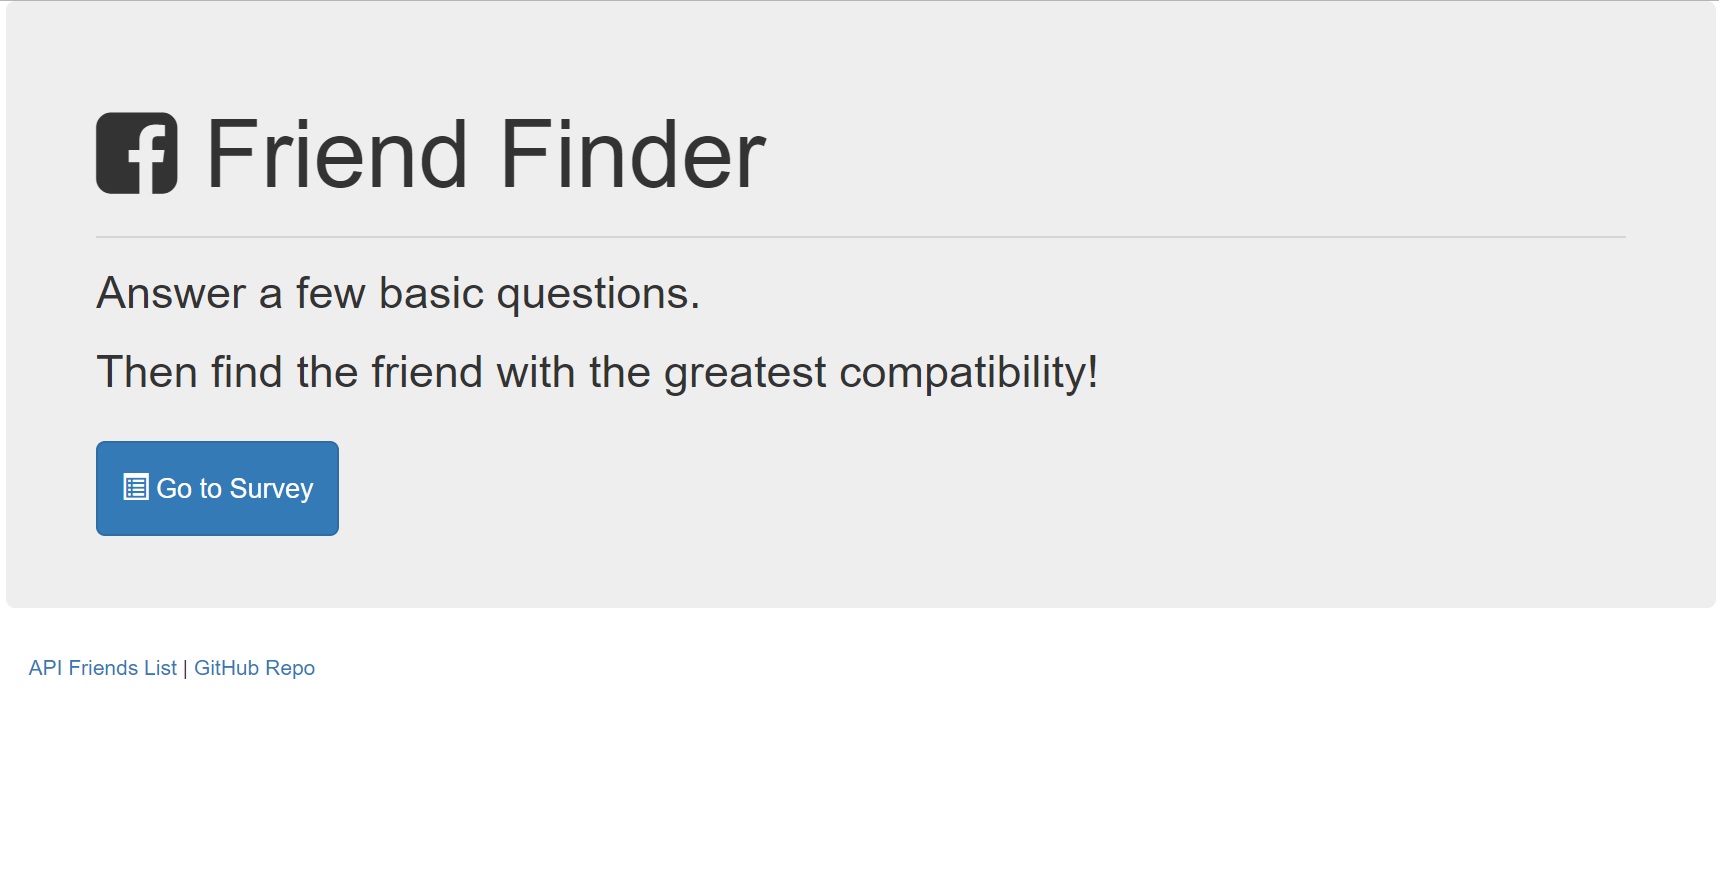 Friend Finder
Answer a few basic questions.
Then find the friend with the greatest compatibility!
Go to Survey
API Friends List | GitHub Repo